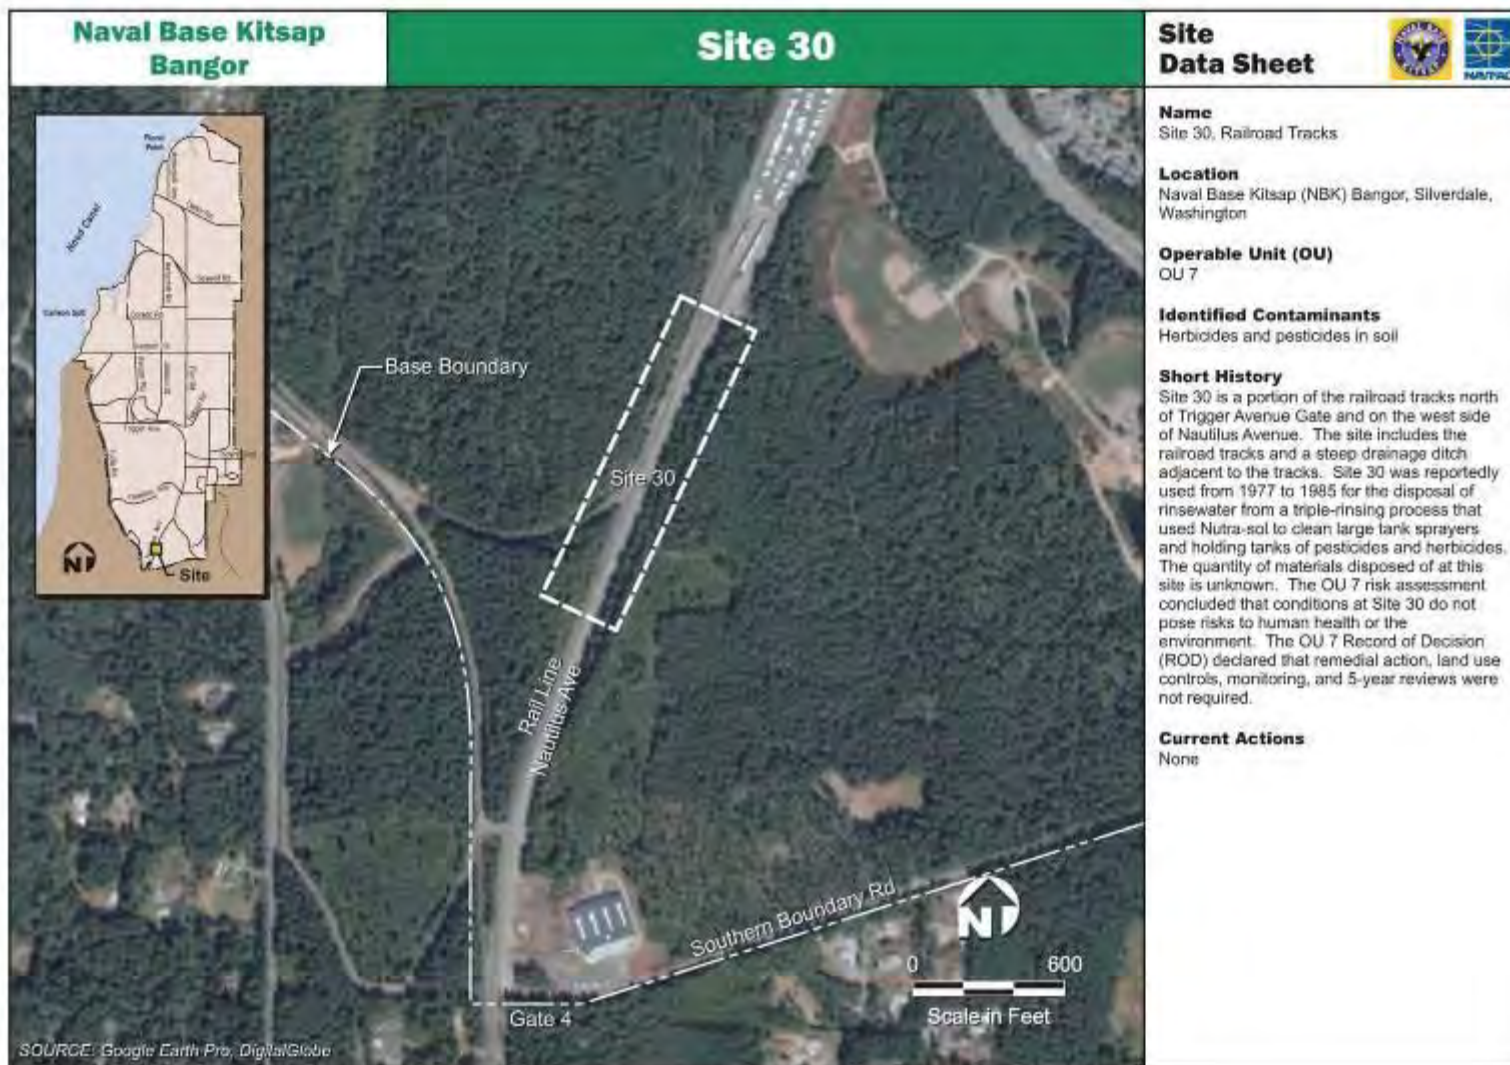 Naval Base Kitsap
Bangor
Site 30
Site
Data Sheet
NAVFAC
Name
Site 30, Railroad Tracks
Location
Naval Base Kitsap (NBK) Bangor, Silverdale,
Washington
Operable Unit (OU)
OU 7
Identified Contaminants
Herbicides and pesticides in soil
Short History
Site 30 is a portion of the railroad tracks north
of Trigger Avenue Gate and on the west side
of Nautilus Avenue. The site includes the
railroad tracks and a steep drainage ditch
adjacent to the tracks. Site 30 was reportedly
used from 1977 to 1985 for the disposal of
rinsewater from a triple-rinsing process that
used Nutra-sol to clean large tank sprayers
and holding tanks of pesticides and herbicides.
The quantity of materials disposed of at this
site is unknown. The OU 7 risk assessment
concluded that conditions at Site 30 do not
pose risks to human health or the
environment. The OU 7 Record of Decision
(ROD) declared that remedial action, land use
controls, monitoring, and 5-year reviews were
not required.
Current Actions
None
Hood Canal
Trigger Ave
N
Site
Base Boundary
Site 30
Rail Line
Nautilus Ave
Southern Boundary Rd
Gate 4
N
0 600
Scale in Feet
SOURCE: Google Earth Pro, DigitalGlobe